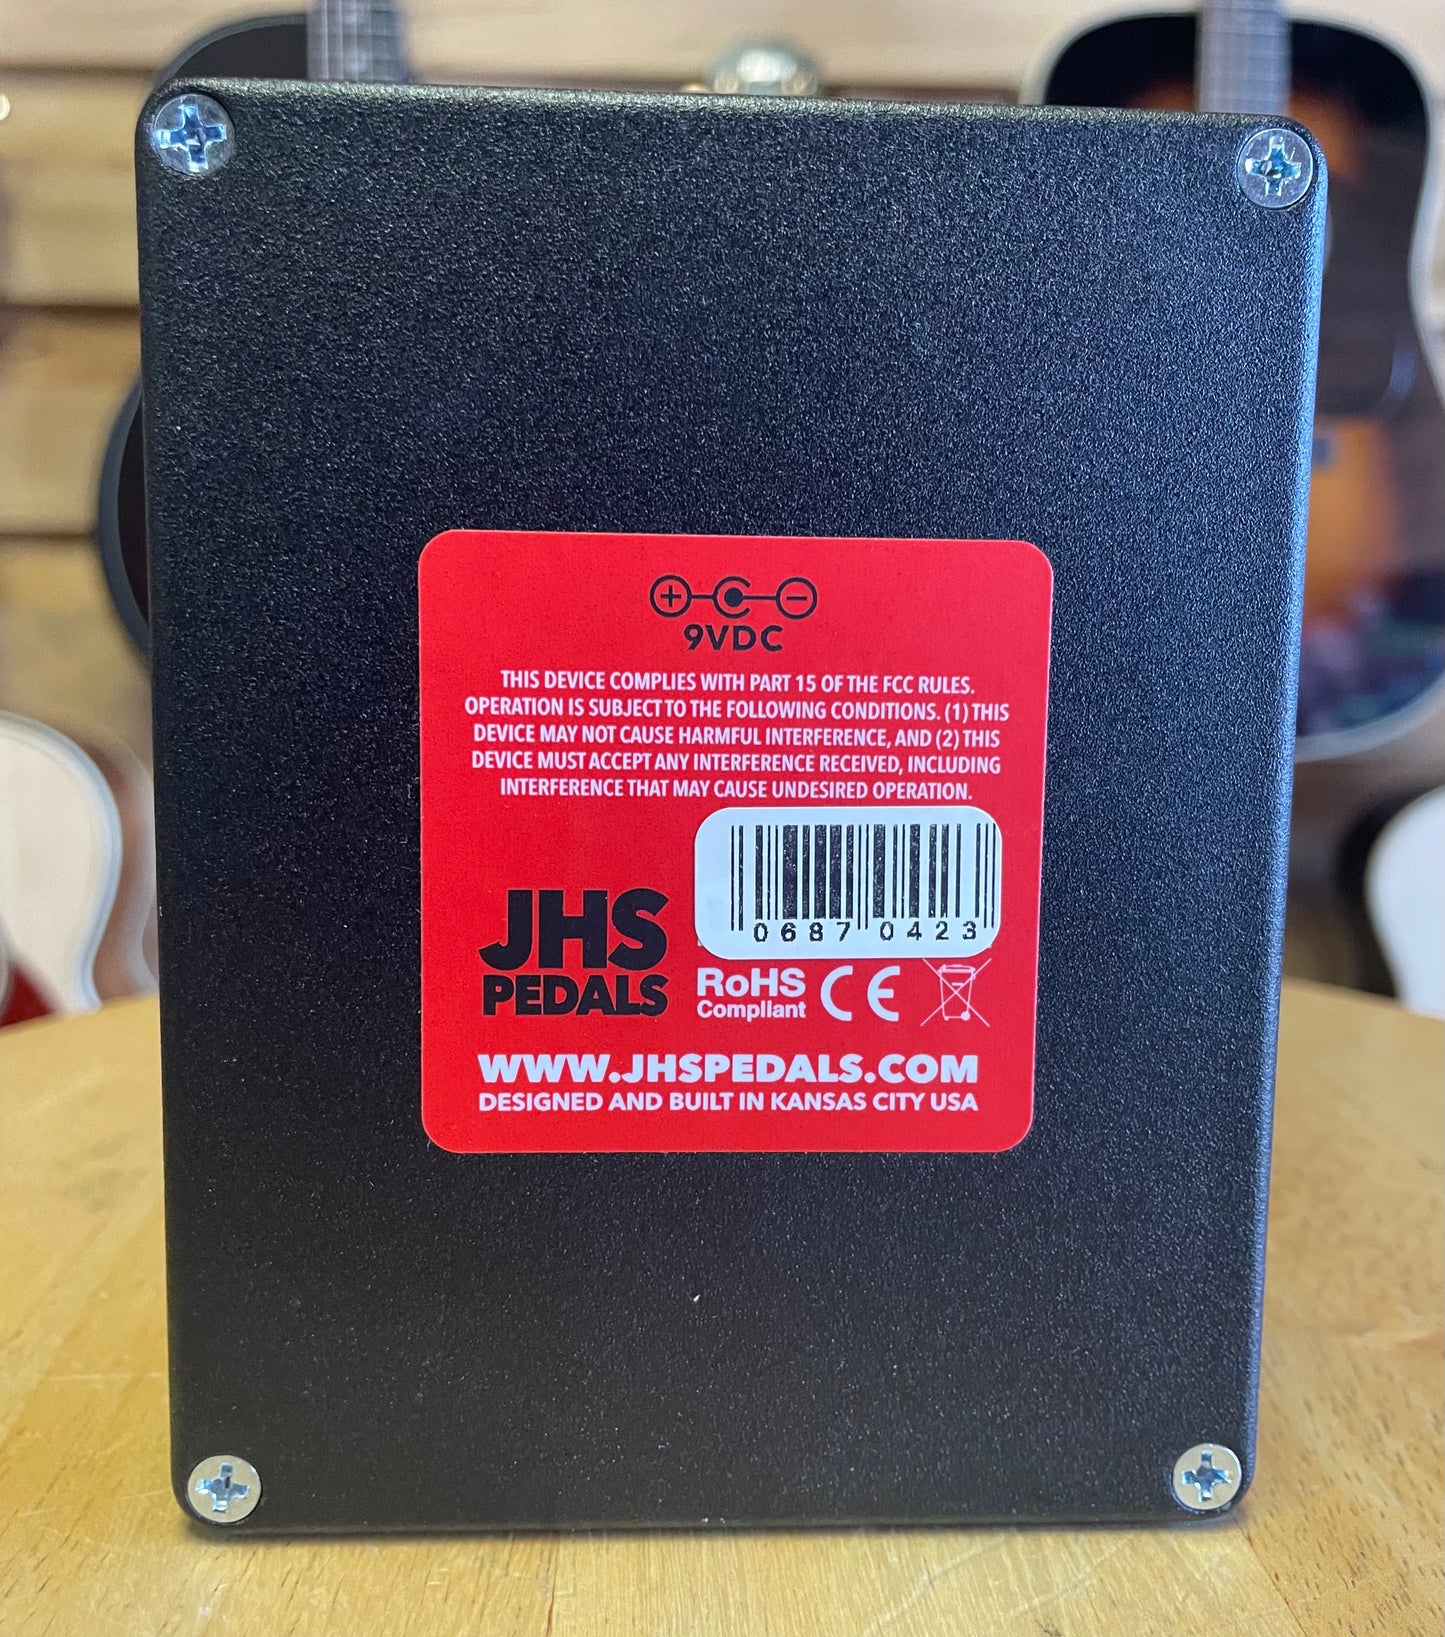 9VDC
THIS DEVICE COMPLIES WITH PART 15 OF THE FCC RULES.
OPERATION IS SUBJECT TO THE FOLLOWING CONDITIONS. (1) THIS
DEVICE MAY NOT CAUSE HARMFUL INTERFERENCE, AND (2) THIS
DEVICE MUST ACCEPT ANY INTERFERENCE RECEIVED, INCLUDING
INTERFERENCE THAT MAY CAUSE UNDESIRED OPERATION.
0687 0423
JHS
PEDALS
RoHS
Compliant
CE
WWW.JHSPEDALS.COM
DESIGNED AND BUILT IN KANSAS CITY USA